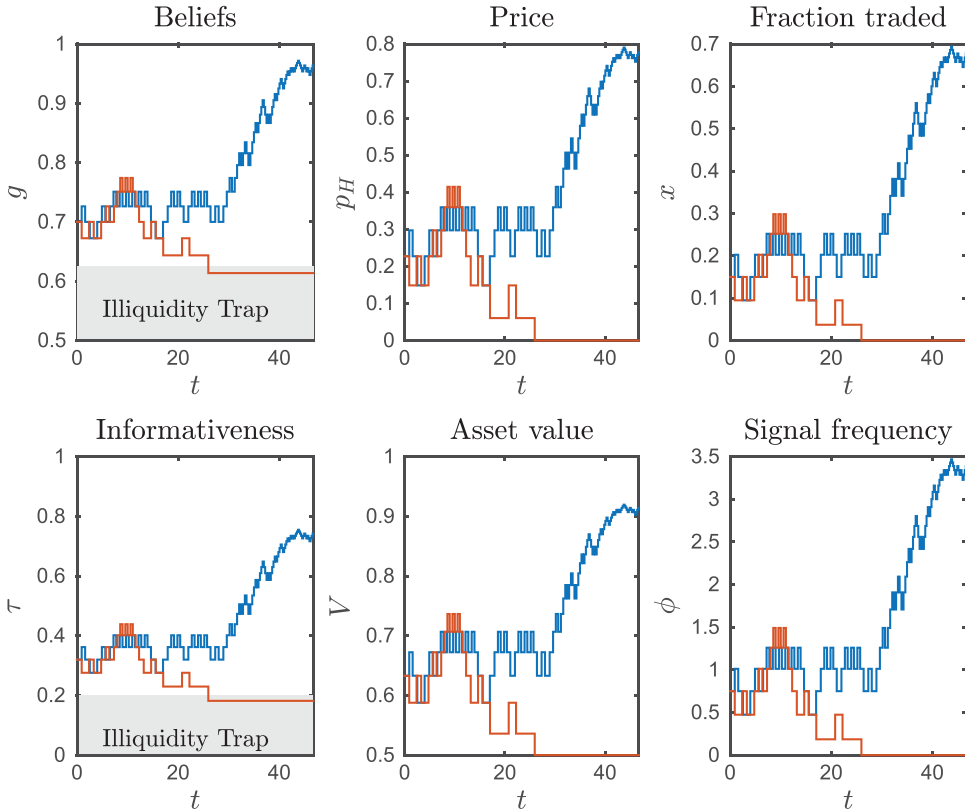 Beliefs
1
0.9
0.8
0.7
0.6
0.5
g
Illiquidity Trap
0 20 40
t
Price
0.8
0.7
0.6
0.5
0.4
0.3
0.2
0.1
0
p_H
0 20 40
t
Fraction traded
0.7
0.6
0.5
0.4
0.3
0.2
0.1
0
x
0 20 40
t
Informativeness
1
0.8
0.6
0.4
0.2
0
τ
Illiquidity Trap
0 20 40
t
Asset value
1
0.9
0.8
0.7
0.6
0.5
V
0 20 40
t
Signal frequency
3.5
3
2.5
2
1.5
1
0.5
0
ϕ
0 20 40
t